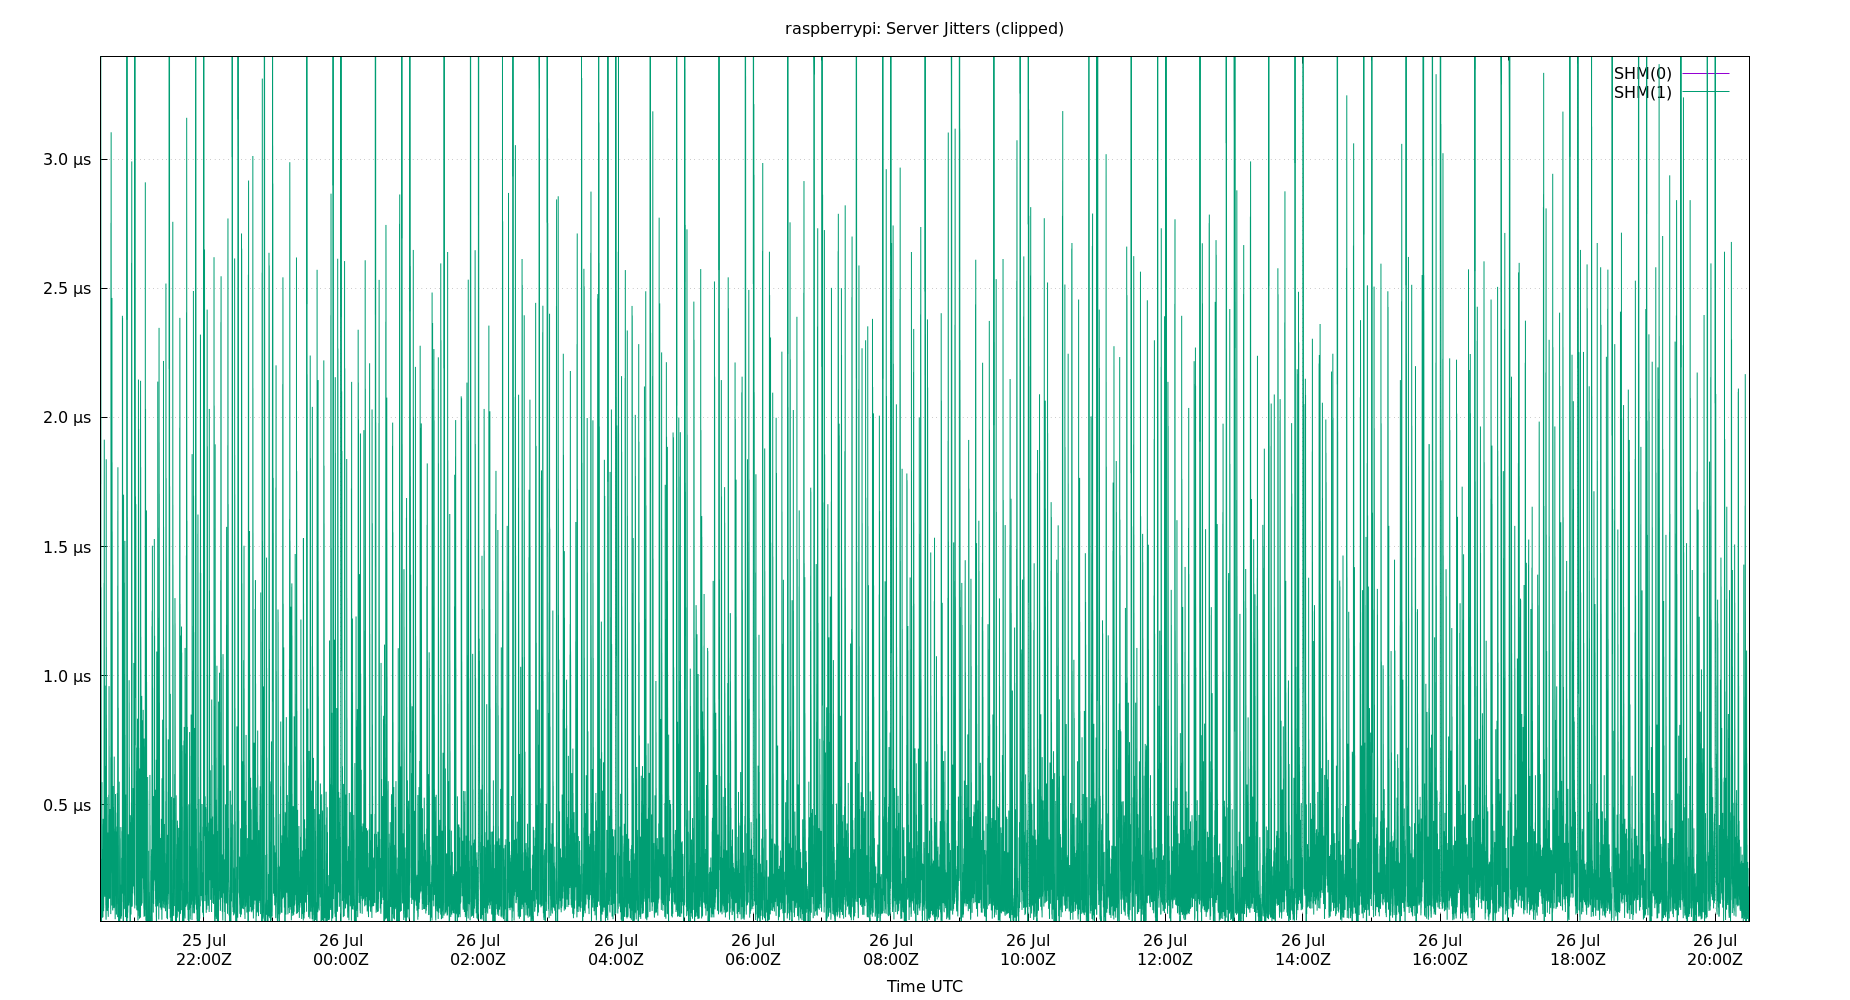 raspberrypi: Server Jitters (clipped)
SHM(0)
SHM(1)
3.0 µs
2.5 µs
2.0 µs
1.5 µs
1.0 µs
0.5 µs
25 Jul 26 Jul 26 Jul 26 Jul 26 Jul 26 Jul 26 Jul 26 Jul 26 Jul 26 Jul 26 Jul 26 Jul
22:00Z 00:00Z 02:00Z 04:00Z 06:00Z 08:00Z 10:00Z 12:00Z 14:00Z 16:00Z 18:00Z 20:00Z
Time UTC